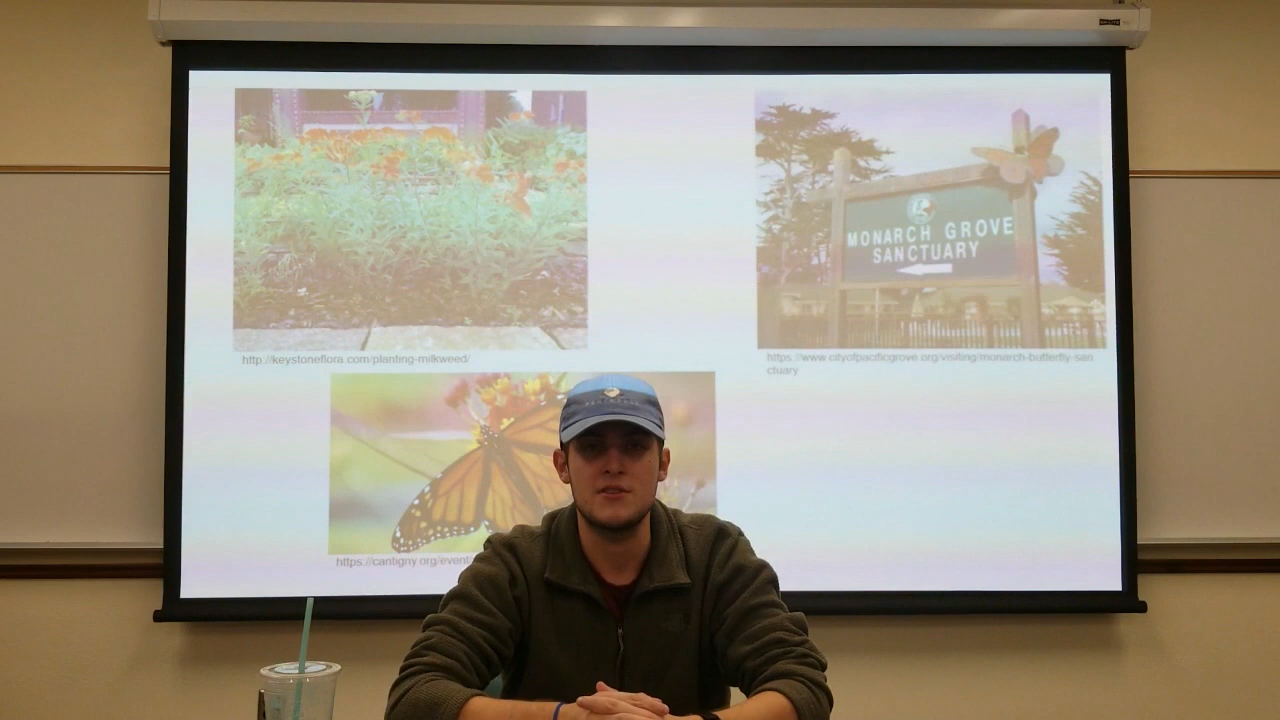 MONARCH GROVE
SANCTUARY
http://keystoneflora.com/planting-milkweed/
https://www.cityofpacificgrove.org/visiting/monarch-butterfly-san
ctuary
https://cantigny.org/event